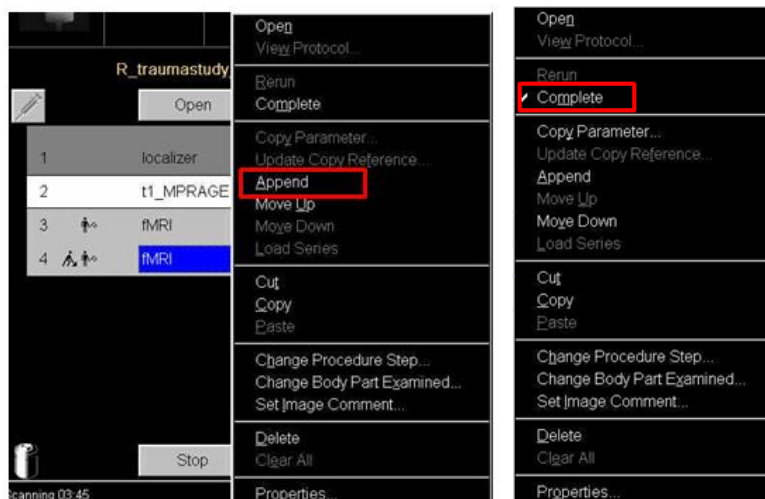 R_traumastudy_
Open
1 localizer
2 t1_MPRAGE
3 fMRI
4 fMRI
Stop
Scanning 03:45
Open
View Protocol...
Rerun
Complete
Copy Parameter...
Update Copy Reference...
Append
Move Up
Move Down
Load Series
Cut
Copy
Paste
Change Procedure Step...
Change Body Part Examined...
Set Image Comment...
Delete
Clear All
Properties...
Open
View Protocol...
Rerun
Complete
Copy Parameter...
Update Copy Reference...
Append
Move Up
Move Down
Load Series
Cut
Copy
Paste
Change Procedure Step...
Change Body Part Examined...
Set Image Comment...
Delete
Clear All
Properties...